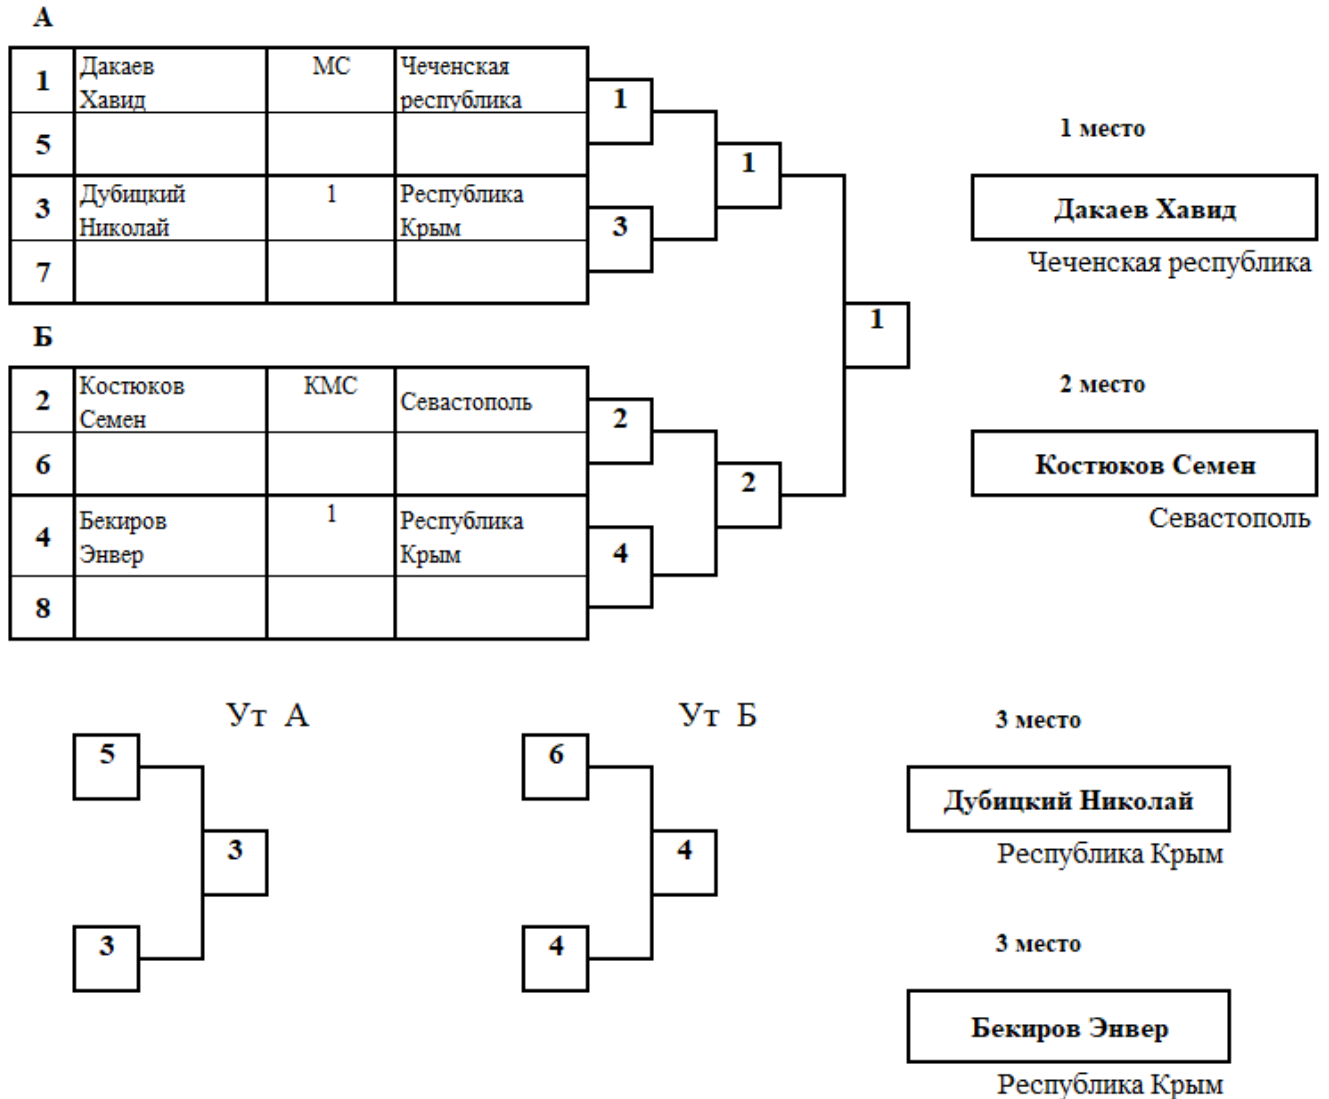 А
1 Дакаев Хавид МС Чеченская республика
5
3 Дубицкий Николай 1 Республика Крым
7
1
3
1
Б
2 Костюков Семен КМС Севастополь
6
4 Бекиров Энвер 1 Республика Крым
8
2
4
2
1
1 место
Дакаев Хавид
Чеченская республика
2 место
Костюков Семен
Севастополь
Ут А
5
3
3
Ут Б
6
4
4
3 место
Дубицкий Николай
Республика Крым
3 место
Бекиров Энвер
Республика Крым